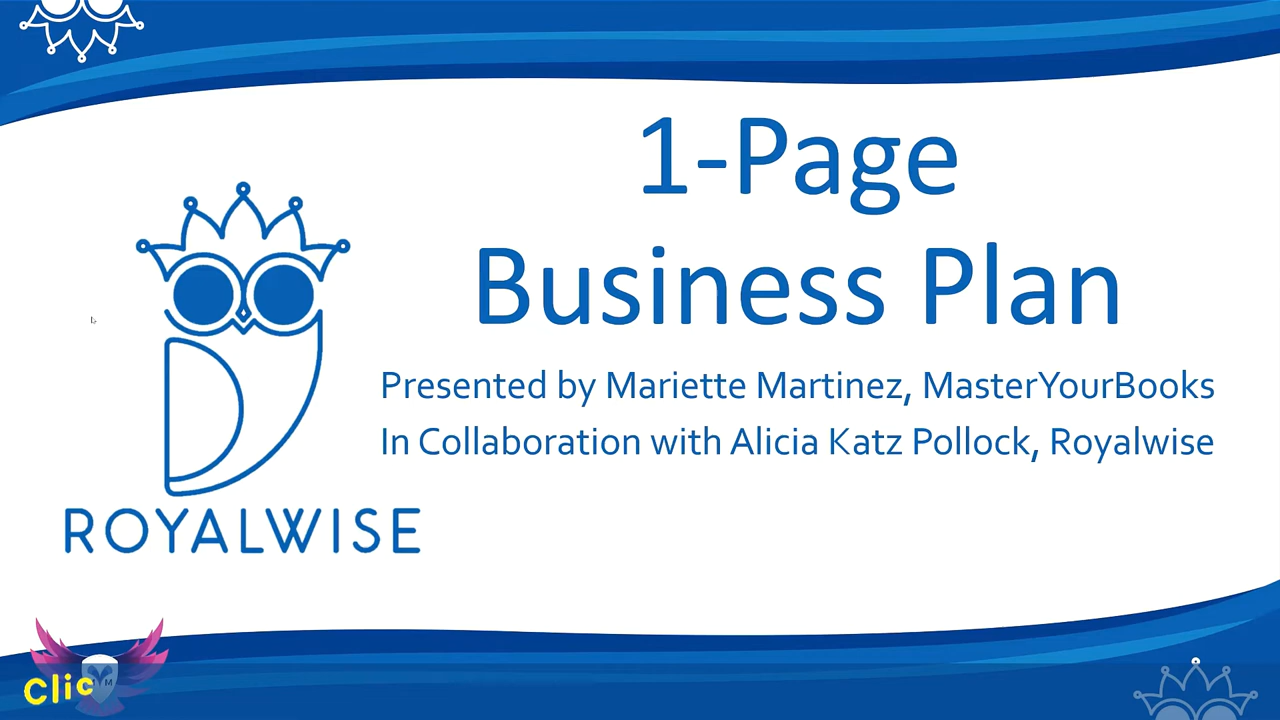 1-Page
Business Plan
Presented by Mariette Martinez, MasterYourBooks
In Collaboration with Alicia Katz Pollock, Royalwise
ROYALWISE
Clic
M